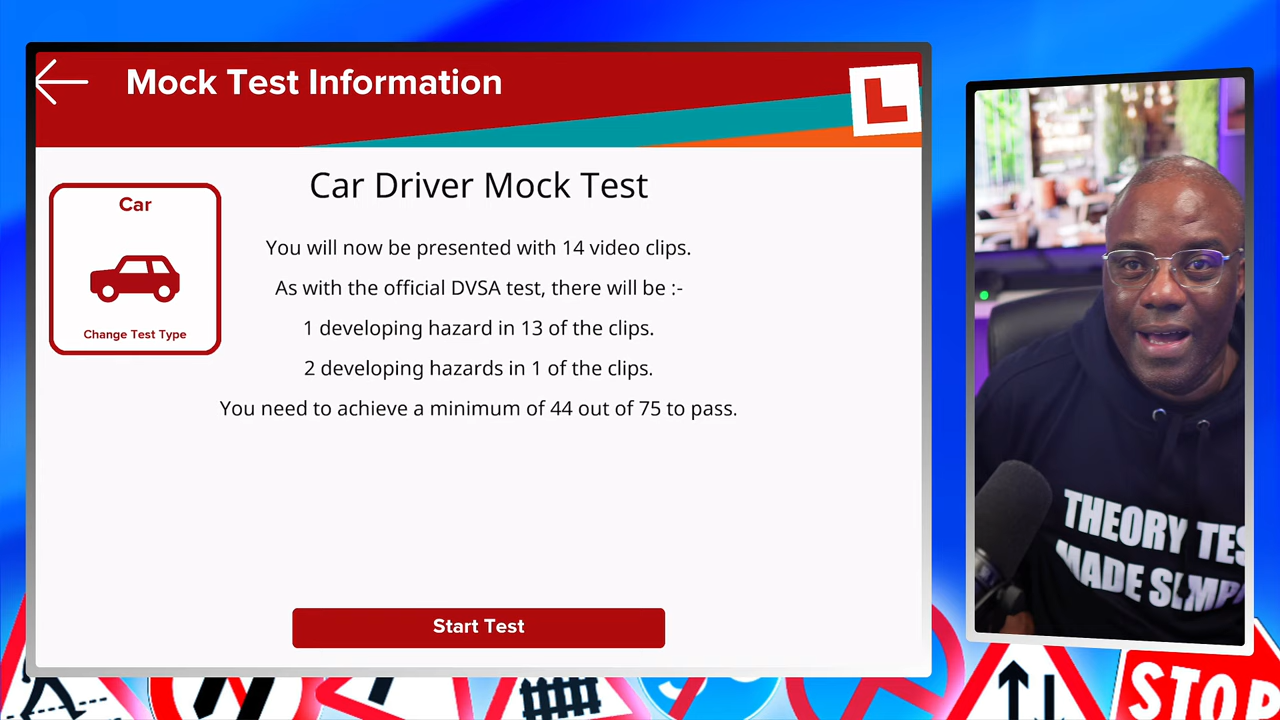 Mock Test Information
L
Car
Change Test Type
Car Driver Mock Test
You will now be presented with 14 video clips.
As with the official DVSA test, there will be :-
1 developing hazard in 13 of the clips.
2 developing hazards in 1 of the clips.
You need to achieve a minimum of 44 out of 75 to pass.
Start Test
THEORY TES
MADE SIMP
STOP